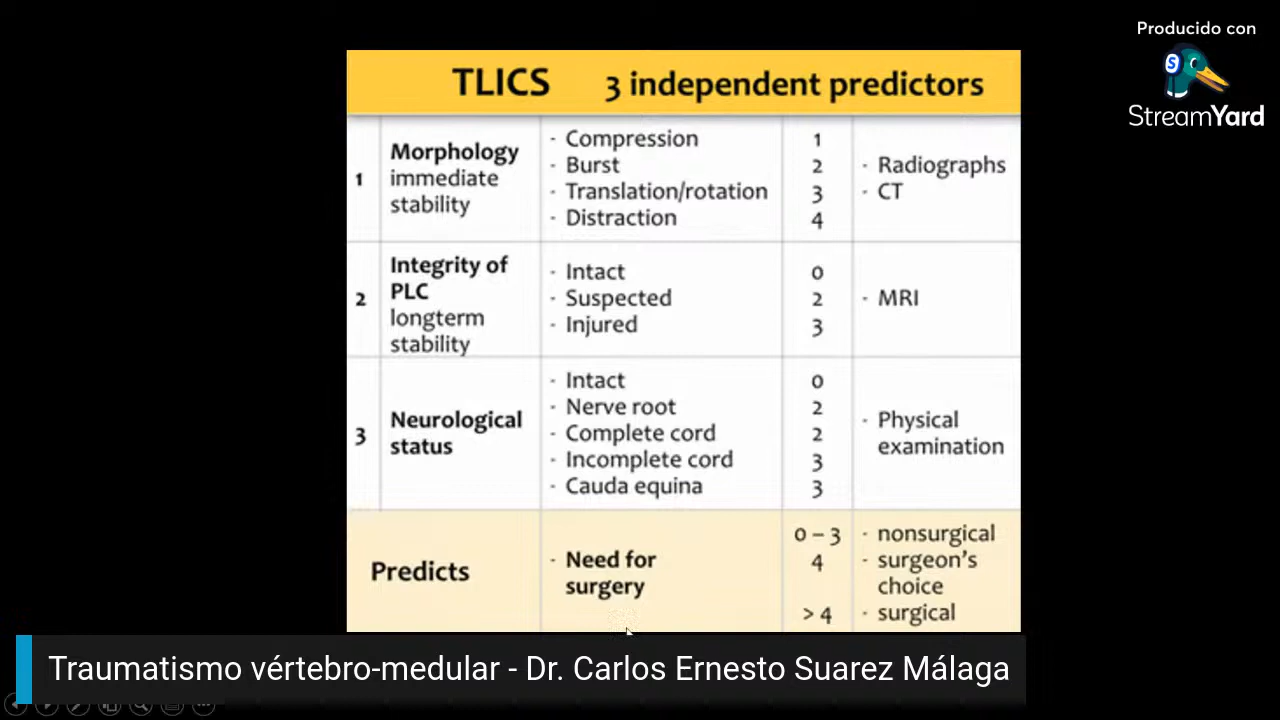 Producido con
StreamYard
TLICS 3 independent predictors
1
Morphology
immediate
stability
· Compression 1
· Burst 2
· Translation/rotation 3
· Distraction 4
· Radiographs
· CT
2
Integrity of
PLC
longterm
stability
· Intact 0
· Suspected 2
· Injured 3
· MRI
3
Neurological
status
· Intact 0
· Nerve root 2
· Complete cord 2
· Incomplete cord 3
· Cauda equina 3
· Physical
examination
Predicts
· Need for
surgery
0 – 3 · nonsurgical
4 · surgeon's
choice
> 4 · surgical
Traumatismo vértebro-medular - Dr. Carlos Ernesto Suarez Málaga